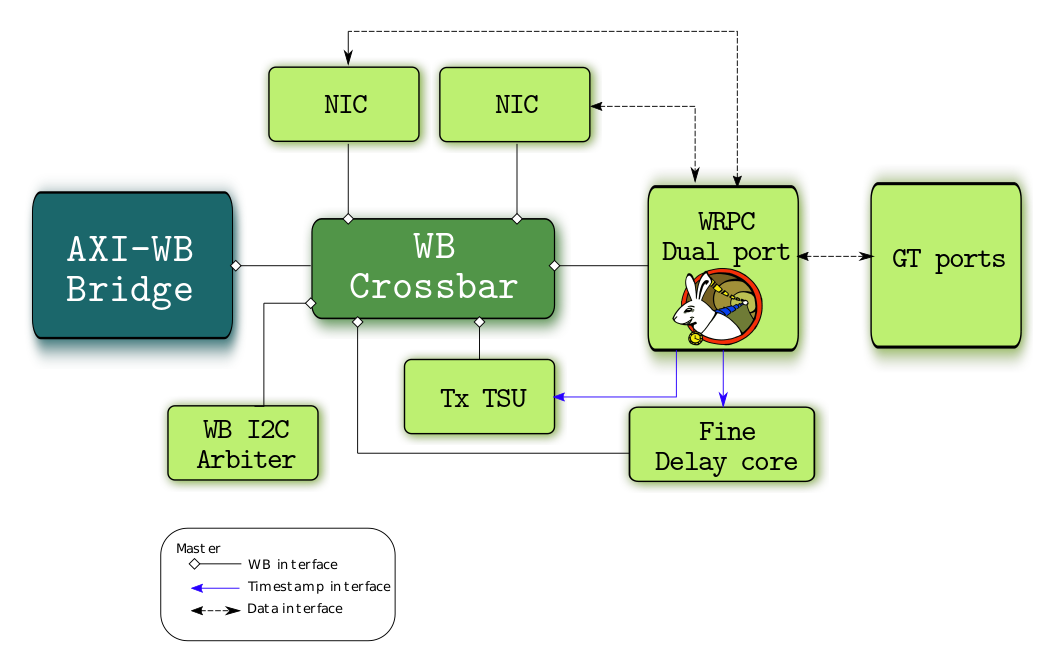 NIC
NIC
AXI-WB
Bridge
WB
Crossbar
WRPC
Dual port
GT ports
Tx TSU
WB I2C
Arbiter
Fine
Delay core
Master
WB interface
Timestamp interface
Data interface